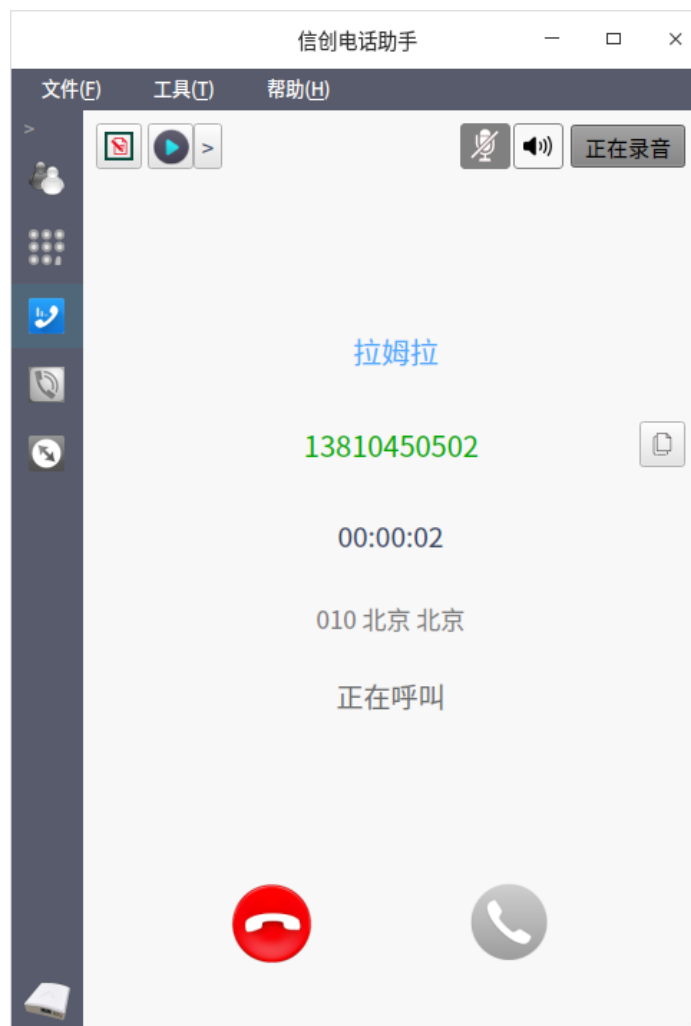 信创电话助手
文件(F) 工具(T) 帮助(H)
>
> 正在录音
拉姆拉
13810450502
00:00:02
010 北京 北京
正在呼叫